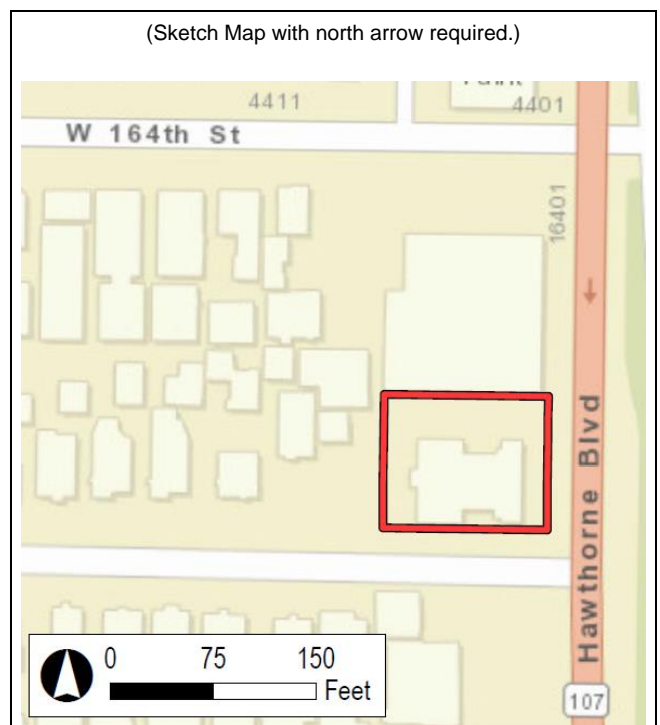 (Sketch Map with north arrow required.)
4411
4401
W 164th St
16401
Hawthorne Blvd
0 75 150
Feet
107